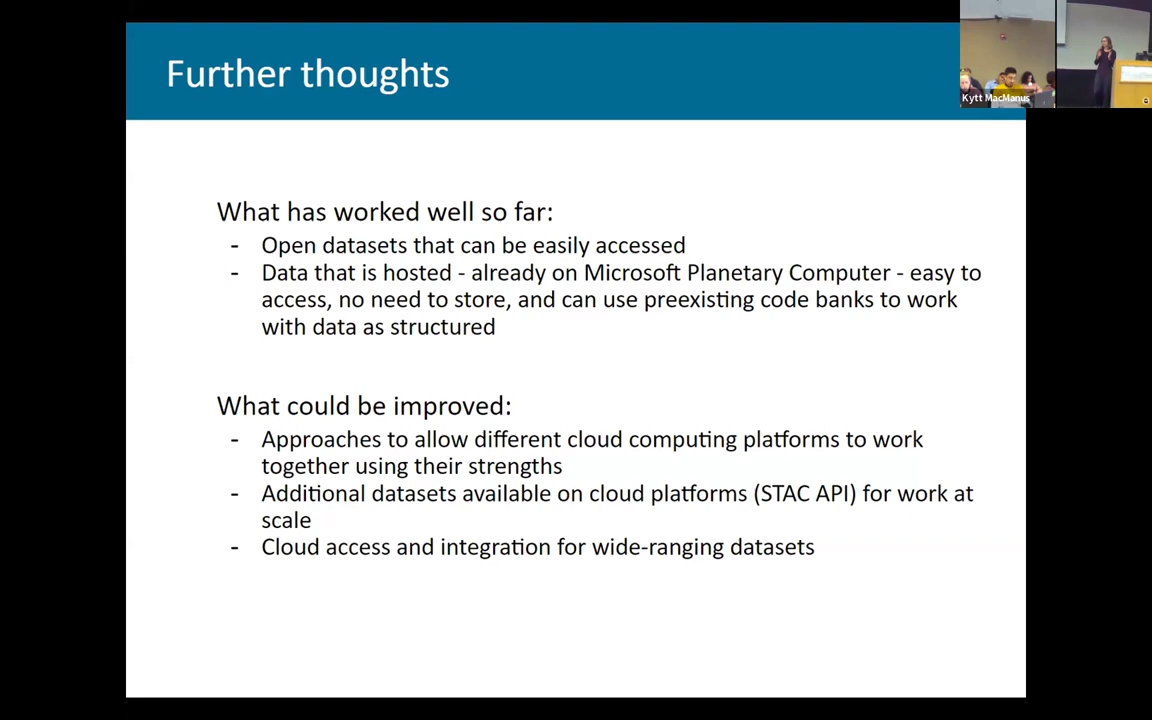 Further thoughts
Kytt MacManus
What has worked well so far:
- Open datasets that can be easily accessed
- Data that is hosted - already on Microsoft Planetary Computer - easy to
access, no need to store, and can use preexisting code banks to work
with data as structured
What could be improved:
- Approaches to allow different cloud computing platforms to work
together using their strengths
- Additional datasets available on cloud platforms (STAC API) for work at
scale
- Cloud access and integration for wide-ranging datasets